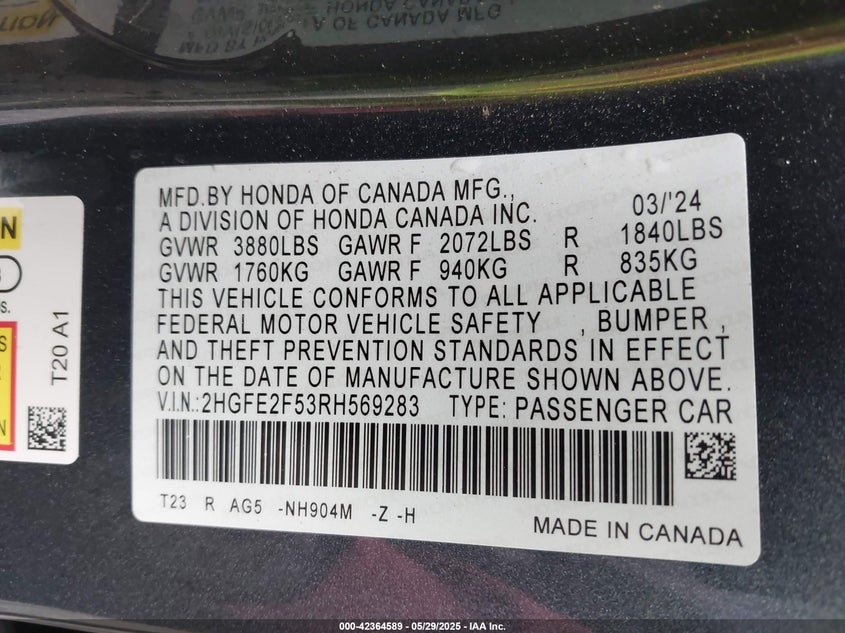 A OF CANADA MFG
MFD.BY HONDA OF CANADA MFG.,
A DIVISION OF HONDA CANADA INC. 03/'24
GVWR 3880LBS GAWR F 2072LBS R 1840LBS
GVWR 1760KG GAWR F 940KG R 835KG
THIS VEHICLE CONFORMS TO ALL APPLICABLE
FEDERAL MOTOR VEHICLE SAFETY , BUMPER ,
AND THEFT PREVENTION STANDARDS IN EFFECT
ON THE DATE OF MANUFACTURE SHOWN ABOVE.
V.I.N.:2HGFE2F53RH569283 TYPE: PASSENGER CAR
T23 R AG5 -NH904M -Z -H
MADE IN CANADA
T20 A1
000-42364589 - 05/29/2025 - IAA Inc.